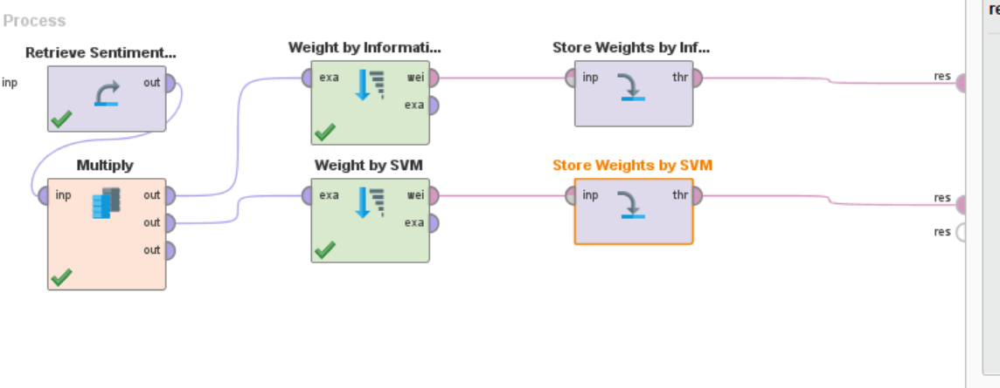 re
Process
Retrieve Sentiment...
inp
out
Weight by Informati...
exa
wei
exa
Store Weights by Inf...
inp
thr
res
Multiply
inp
out
out
out
Weight by SVM
exa
wei
exa
Store Weights by SVM
inp
thr
res
res